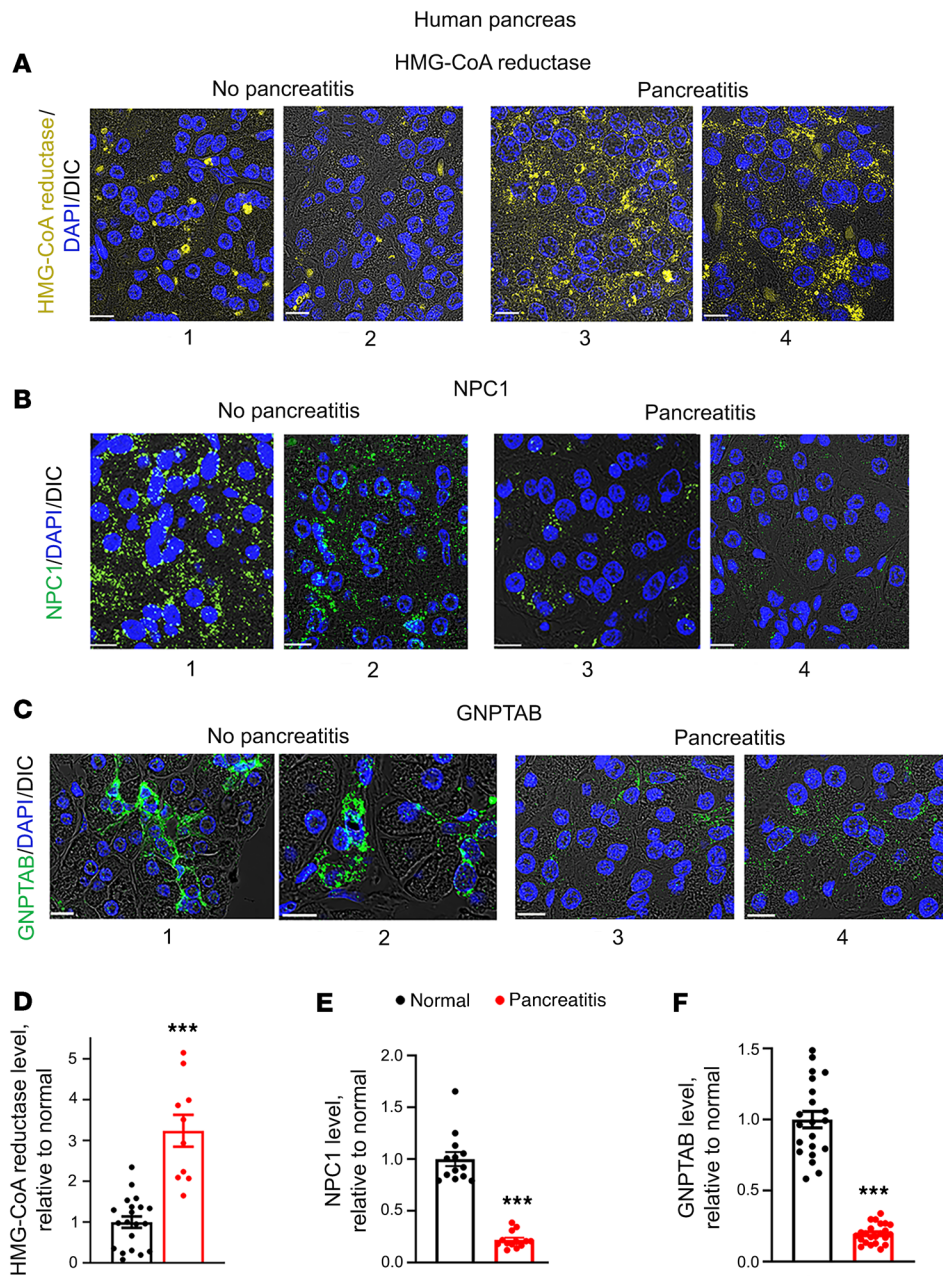 Human pancreas
A
HMG-CoA reductase
No pancreatitis
Pancreatitis
HMG-CoA reductase/
DAPI/DIC
1
2
3
4
B
NPC1
No pancreatitis
Pancreatitis
NPC1/DAPI/DIC
1
2
3
4
C
GNPTAB
No pancreatitis
Pancreatitis
GNPTAB/DAPI/DIC
1
2
3
4
Normal
Pancreatitis
D
HMG-CoA reductase level,
relative to normal
5
4
3
2
1
0
***
E
NPC1 level,
relative to normal
2.0
1.5
1.0
0.5
0.0
***
F
GNPTAB level,
relative to normal
1.5
1.0
0.5
0.0
***